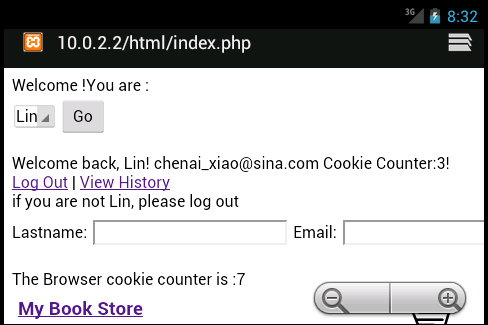 3G 8:32
10.0.2.2/html/index.php
Welcome !You are :
Lin Go
Welcome back, Lin! chenai_xiao@sina.com Cookie Counter:3!
Log Out | View History
if you are not Lin, please log out
Lastname: Email:
The Browser cookie counter is :7
My Book Store